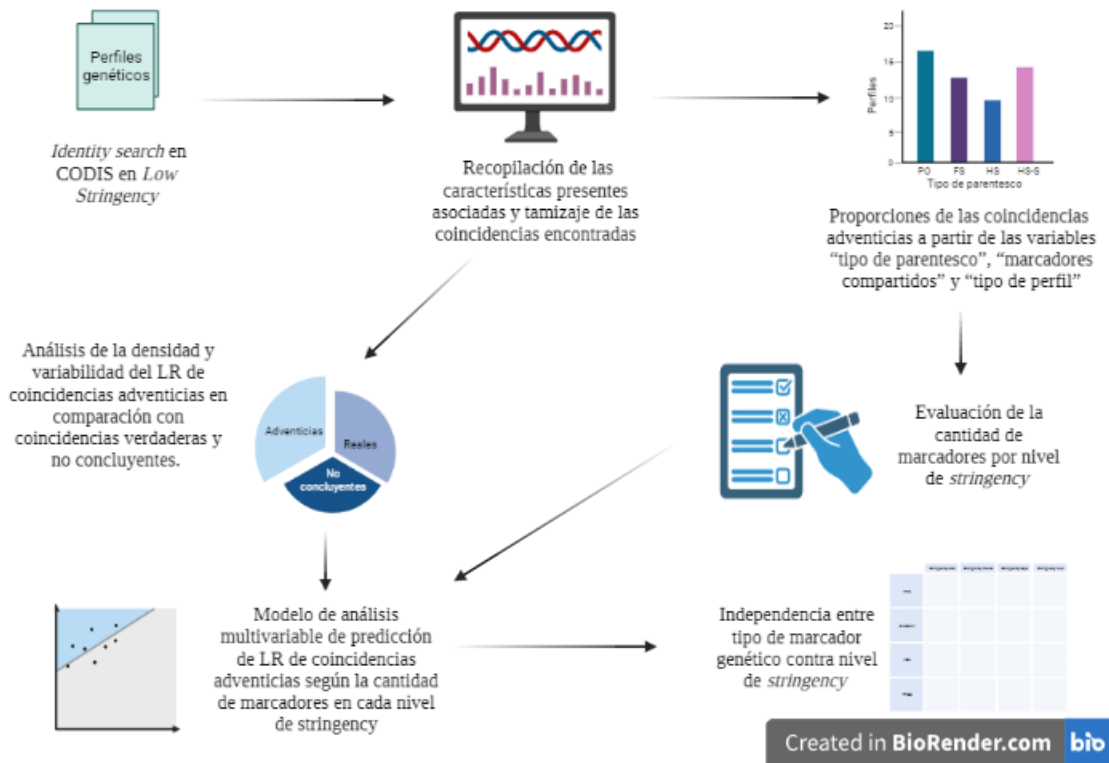 Perfiles
genéticos
Identity search en
CODIS en Low
Stringency
Recopilación de las
características presentes
asociadas y tamizaje de las
coincidencias encontradas
20
15
10
5
0
Perfiles
PO FS HS HS-S
Tipo de parentesco
Proporciones de las coincidencias
adventicias a partir de las variables
“tipo de parentesco”, “marcadores
compartidos” y “tipo de perfil”
Análisis de la densidad y
variabilidad del LR de
coincidencias adventicias en
comparación con
coincidencias verdaderas y
no concluyentes.
Adventicias
Reales
No
concluyentes
Evaluación de la
cantidad de
marcadores por nivel
de stringency
Modelo de análisis
multivariable de predicción
de LR de coincidencias
adventicias según la cantidad
de marcadores en cada nivel
de stringency
Independencia entre
tipo de marcador
genético contra nivel
de stringency
Created in BioRender.com bio